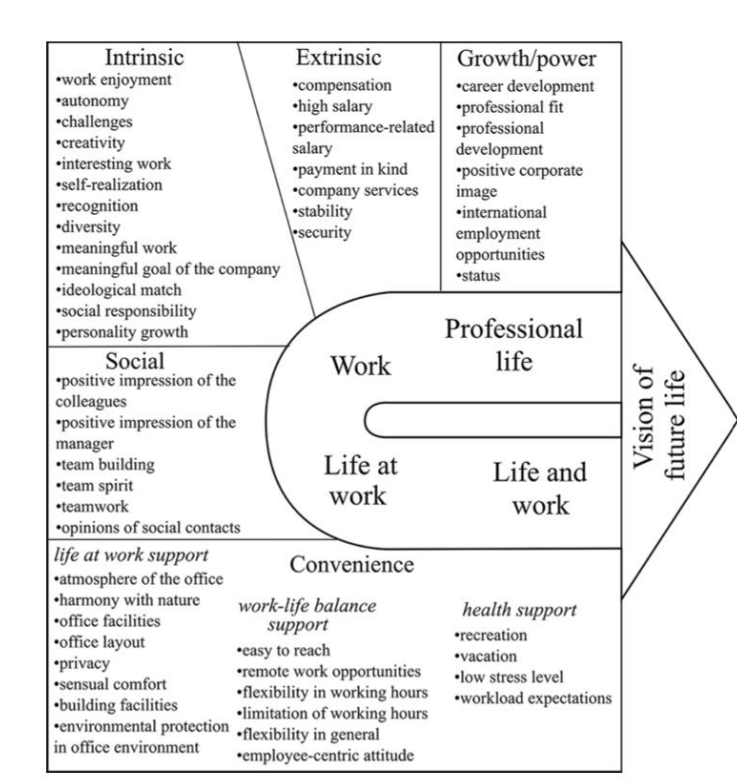 Intrinsic
•work enjoyment
•autonomy
•challenges
•creativity
•interesting work
•self-realization
•recognition
•diversity
•meaningful work
•meaningful goal of the company
•ideological match
•social responsibility
•personality growth
Extrinsic
•compensation
•high salary
•performance-related
salary
•payment in kind
•company services
•stability
•security
Growth/power
•career development
•professional fit
•professional
development
•positive corporate
image
•international
employment
opportunities
•status
Social
•positive impression of the
colleagues
•positive impression of the
manager
•team building
•team spirit
•teamwork
•opinions of social contacts
Work
Professional
life
Life at
work
Life and
work
Vision of
future life
Convenience
life at work support
•atmosphere of the office
•harmony with nature
•office facilities
•office layout
•privacy
•sensual comfort
•building facilities
•environmental protection
in office environment
work-life balance
support
•easy to reach
•remote work opportunities
•flexibility in working hours
•limitation of working hours
•flexibility in general
•employee-centric attitude
health support
•recreation
•vacation
•low stress level
•workload expectations